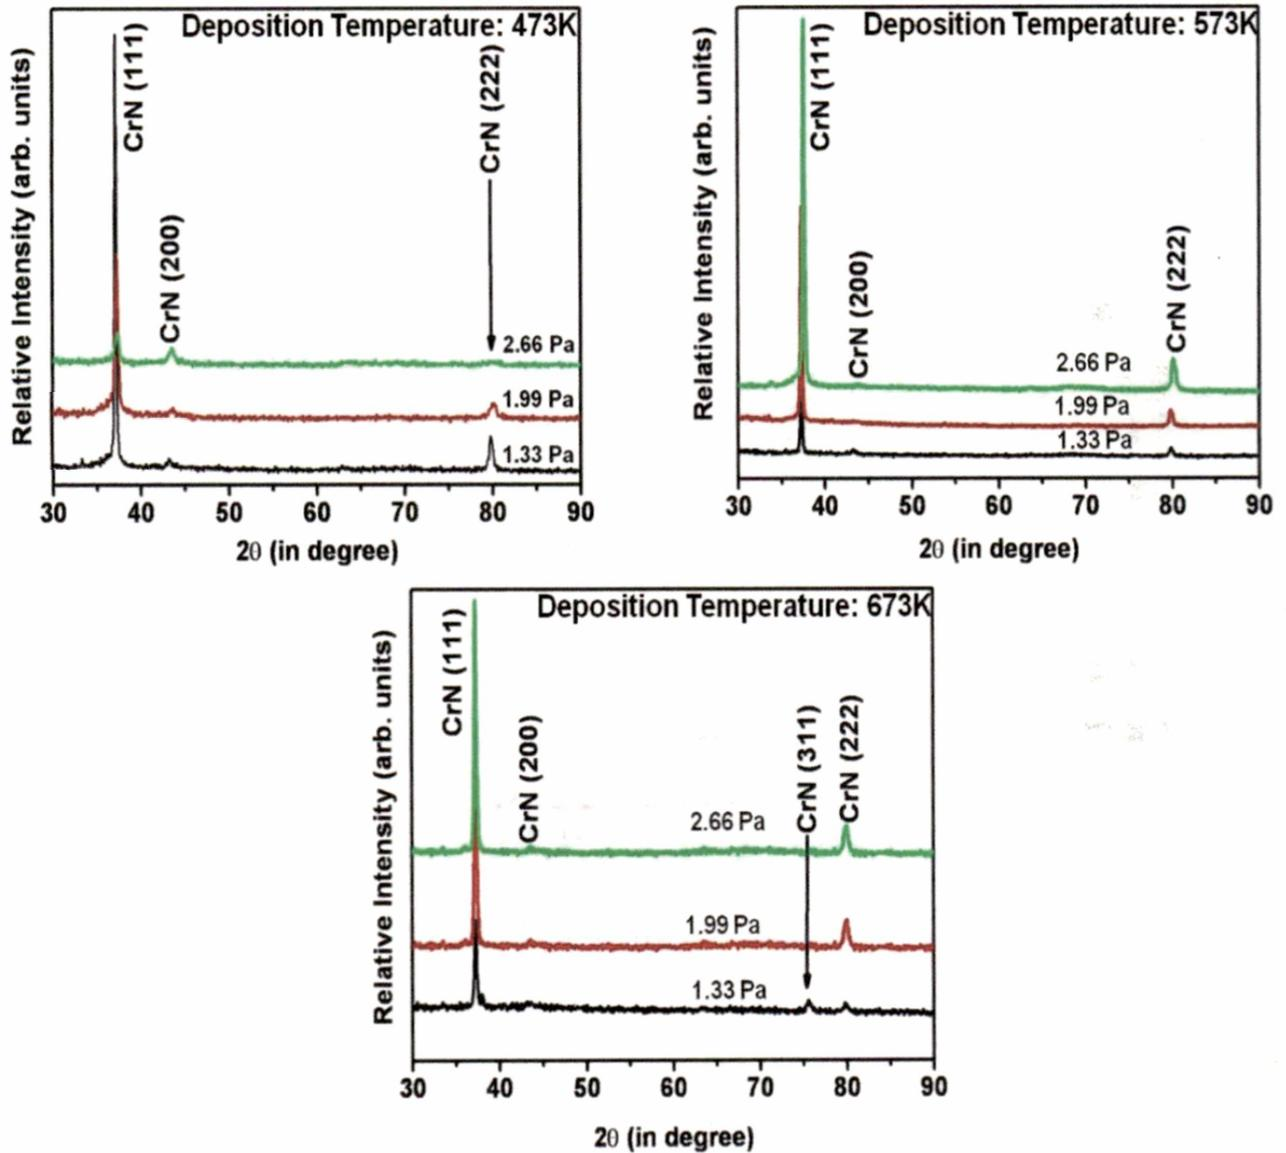 Deposition Temperature: 473K
Relative Intensity (arb. units)
CrN (111)
CrN (200)
CrN (222)
2.66 Pa
1.99 Pa
1.33 Pa
30 40 50 60 70 80 90
2θ (in degree)
Deposition Temperature: 573K
Relative Intensity (arb. units)
CrN (111)
CrN (200)
CrN (222)
2.66 Pa
1.99 Pa
1.33 Pa
30 40 50 60 70 80 90
2θ (in degree)
Deposition Temperature: 673K
Relative Intensity (arb. units)
CrN (111)
CrN (200)
CrN (311)
CrN (222)
2.66 Pa
1.99 Pa
1.33 Pa
30 40 50 60 70 80 90
2θ (in degree)